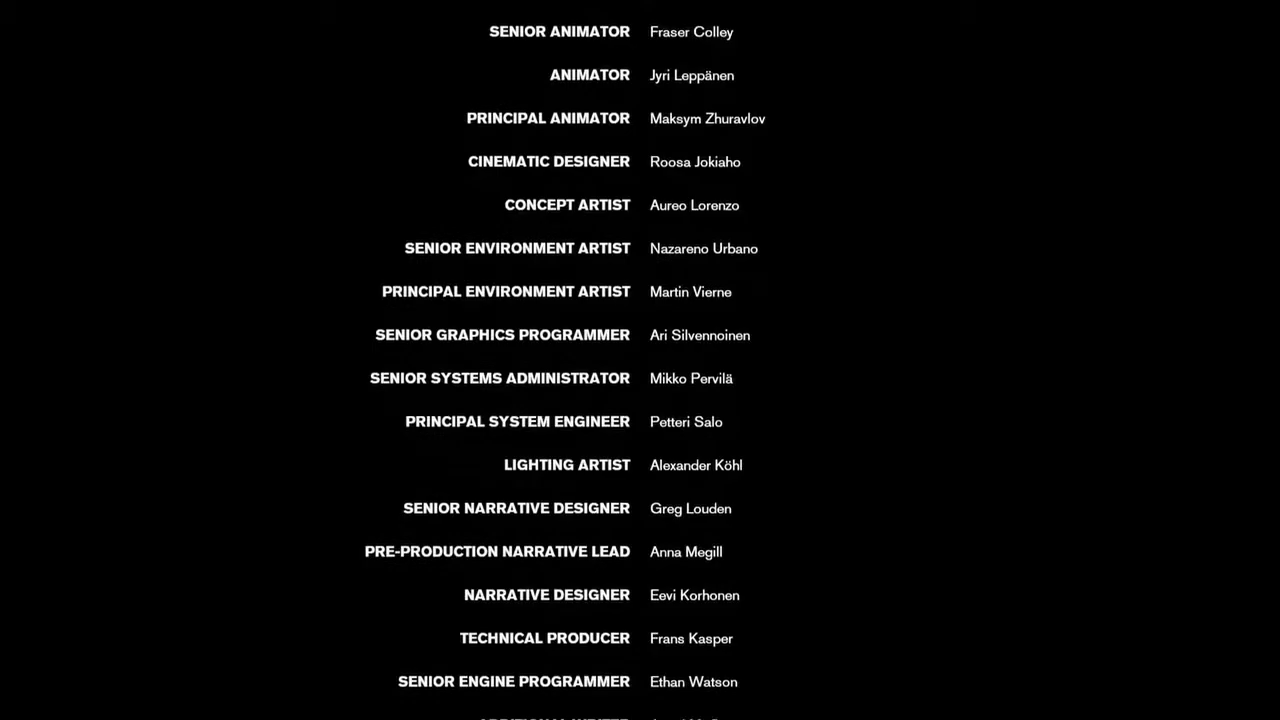 SENIOR ANIMATOR Fraser Colley
ANIMATOR Jyri Leppänen
PRINCIPAL ANIMATOR Maksym Zhuravlov
CINEMATIC DESIGNER Roosa Jokiaho
CONCEPT ARTIST Aureo Lorenzo
SENIOR ENVIRONMENT ARTIST Nazareno Urbano
PRINCIPAL ENVIRONMENT ARTIST Martin Vierne
SENIOR GRAPHICS PROGRAMMER Ari Silvennoinen
SENIOR SYSTEMS ADMINISTRATOR Mikko Pervilä
PRINCIPAL SYSTEM ENGINEER Petteri Salo
LIGHTING ARTIST Alexander Köhl
SENIOR NARRATIVE DESIGNER Greg Louden
PRE-PRODUCTION NARRATIVE LEAD Anna Megill
NARRATIVE DESIGNER Eevi Korhonen
TECHNICAL PRODUCER Frans Kasper
SENIOR ENGINE PROGRAMMER Ethan Watson